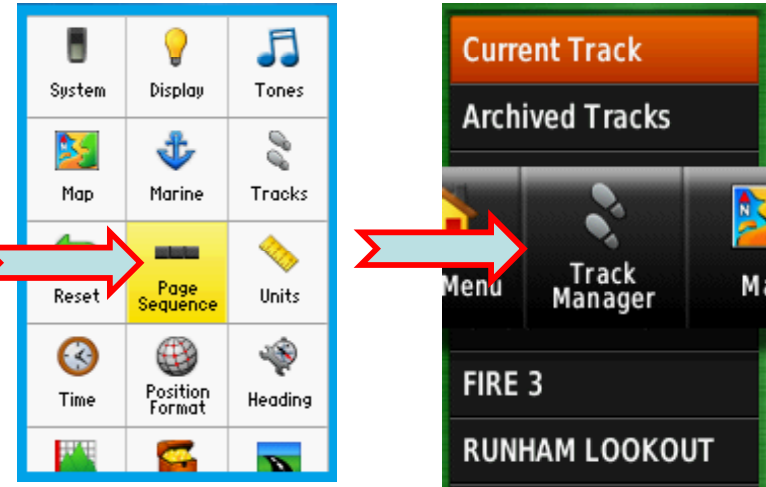 System Display Tones
Map Marine Tracks
Reset Page Sequence Units
Time Position Format Heading
Current Track
Archived Tracks
Menu Track Manager Ma
N
FIRE 3
RUNHAM LOOKOUT